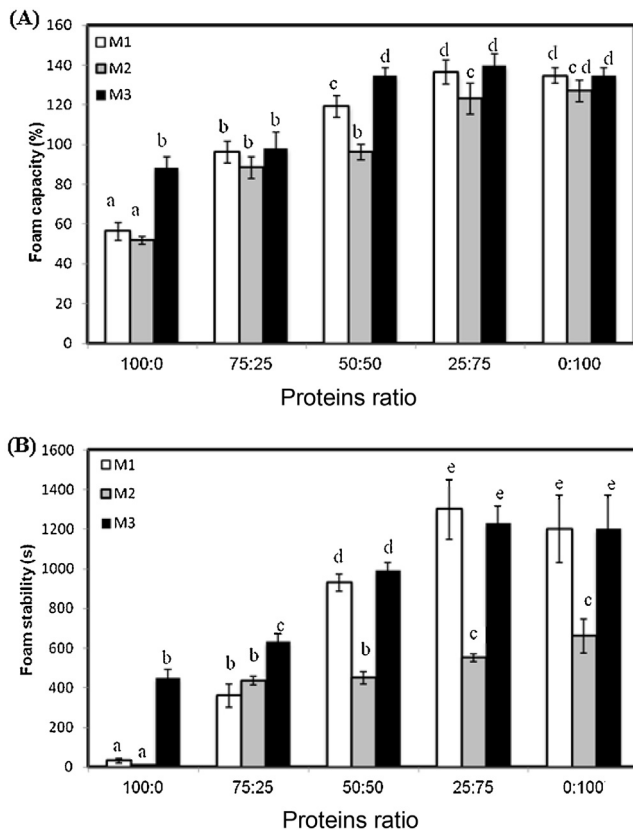 (A)
160
140
120
100
80
60
40
20
0
Foam capacity (%)
M1
M2
M3
a a b
b b b
c b d
d c d
d c d d
100:0 75:25 50:50 25:75 0:100
Proteins ratio
(B)
1600
1400
1200
1000
800
600
400
200
0
Foam stability (s)
M1
M2
M3
a a b
b b c
d b d
e c e
e c e
100:0 75:25 50:50 25:75 0:100
Proteins ratio